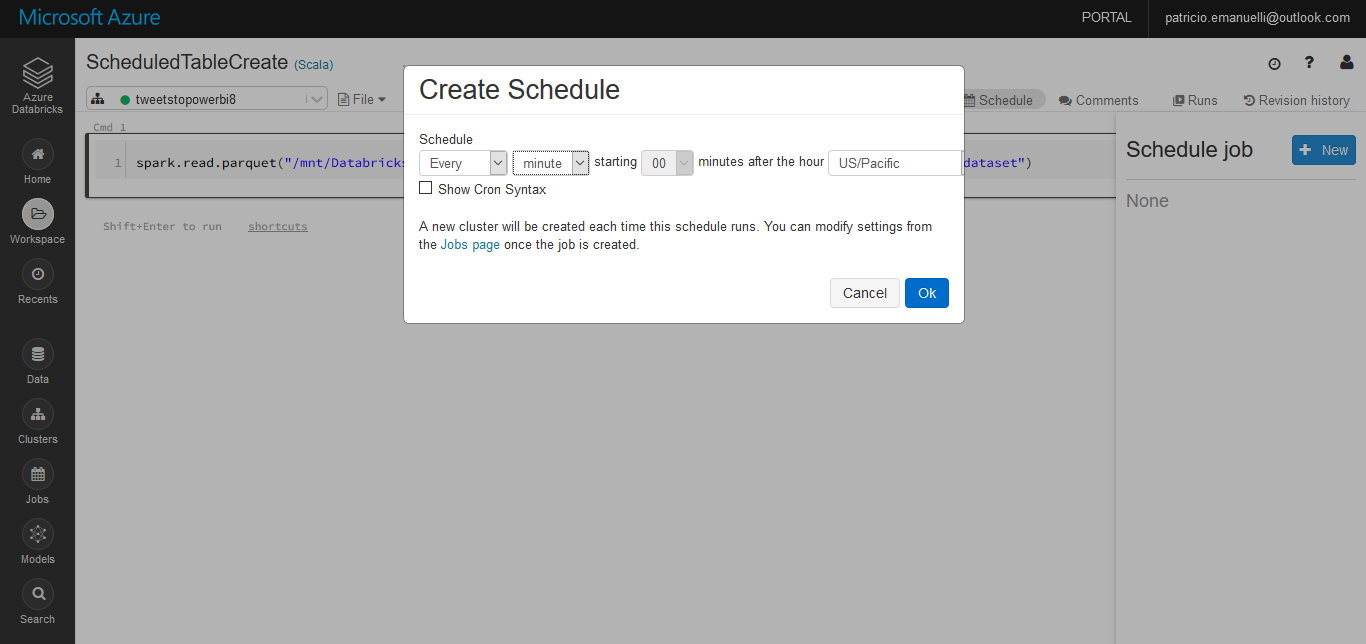 Microsoft Azure
PORTAL
patricio.emanuelli@outlook.com
Azure
Databricks
Home
Workspace
Recents
Data
Clusters
Jobs
Models
Search
ScheduledTableCreate (Scala)
tweetstopowerbi8
File
Schedule
Comments
Runs
Revision history
Cmd 1
1 spark.read.parquet("/mnt/Databricks dataset")
Shift+Enter to run shortcuts
Create Schedule
Schedule
Every minute starting 00 minutes after the hour US/Pacific
Show Cron Syntax
A new cluster will be created each time this schedule runs. You can modify settings from
the Jobs page once the job is created.
Cancel Ok
Schedule job
+ New
None